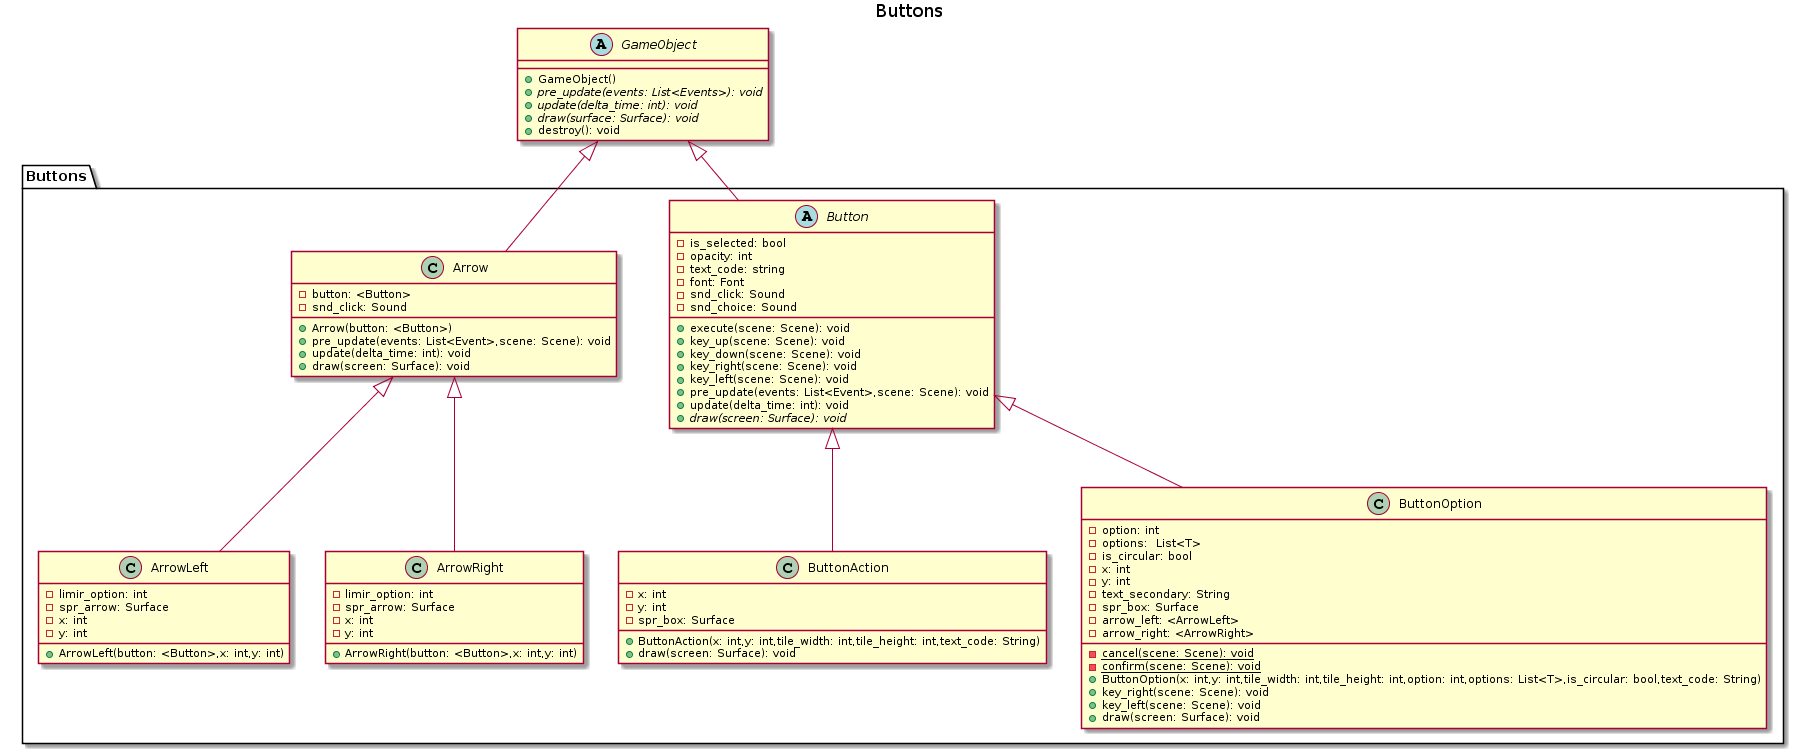 Buttons
A GameObject
GameObject()
pre_update(events: List<Events>): void
update(delta_time: int): void
draw(surface: Surface): void
destroy(): void
Buttons
A Button
is_selected: bool
opacity: int
text_code: string
font: Font
snd_click: Sound
snd_choice: Sound
execute(scene: Scene): void
key_up(scene: Scene): void
key_down(scene: Scene): void
key_right(scene: Scene): void
key_left(scene: Scene): void
pre_update(events: List<Event>,scene: Scene): void
update(delta_time: int): void
draw(screen: Surface): void
C Arrow
button: <Button>
snd_click: Sound
Arrow(button: <Button>)
pre_update(events: List<Event>,scene: Scene): void
update(delta_time: int): void
draw(screen: Surface): void
C ArrowLeft
limir_option: int
spr_arrow: Surface
x: int
y: int
ArrowLeft(button: <Button>,x: int,y: int)
C ArrowRight
limir_option: int
spr_arrow: Surface
x: int
y: int
ArrowRight(button: <Button>,x: int,y: int)
C ButtonAction
x: int
y: int
spr_box: Surface
ButtonAction(x: int,y: int,tile_width: int,tile_height: int,text_code: String)
draw(screen: Surface): void
C ButtonOption
option: int
options:  List<T>
is_circular: bool
x: int
y: int
text_secondary: String
spr_box: Surface
arrow_left: <ArrowLeft>
arrow_right: <ArrowRight>
cancel(scene: Scene): void
confirm(scene: Scene): void
ButtonOption(x: int,y: int,tile_width: int,tile_height: int,option: int,options: List<T>,is_circular: bool,text_code: String)
key_right(scene: Scene): void
key_left(scene: Scene): void
draw(screen: Surface): void